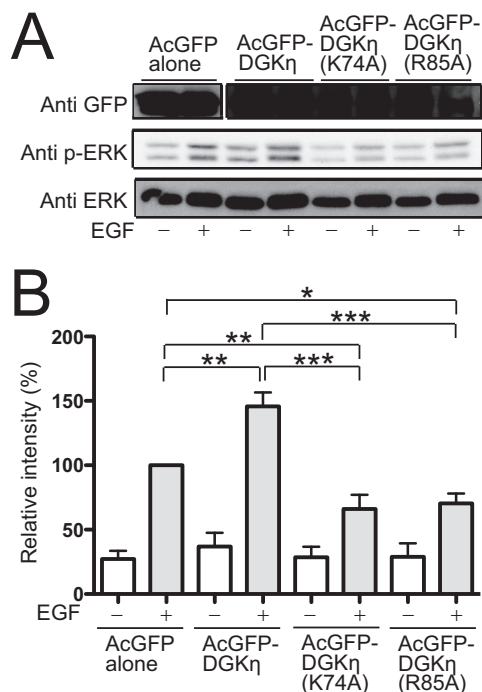 A
AcGFP alone
AcGFP-DGKη
AcGFP-DGKη (K74A)
AcGFP-DGKη (R85A)
Anti GFP
Anti p-ERK
Anti ERK
EGF − + − + − + − +
B
*
***
**
** ***
Relative intensity (%)
200
150
100
50
0
EGF − + − + − + − +
AcGFP alone
AcGFP-DGKη
AcGFP-DGKη (K74A)
AcGFP-DGKη (R85A)